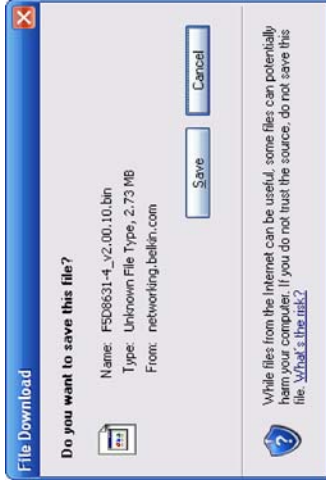 File Download
Do you want to save this file?
Name: F5D8631-4_v2.00.10.bin
Type: Unknown File Type, 2.73 MB
From: networking.belkin.com
Save
Cancel
While files from the Internet can be useful, some files can potentially
harm your computer. If you do not trust the source, do not save this
file. What's the risk?